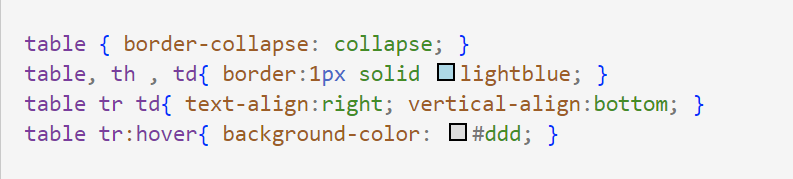 table { border-collapse: collapse; }
table, th , td{ border:1px solid lightblue; }
table tr td{ text-align:right; vertical-align:bottom; }
table tr:hover{ background-color: #ddd; }